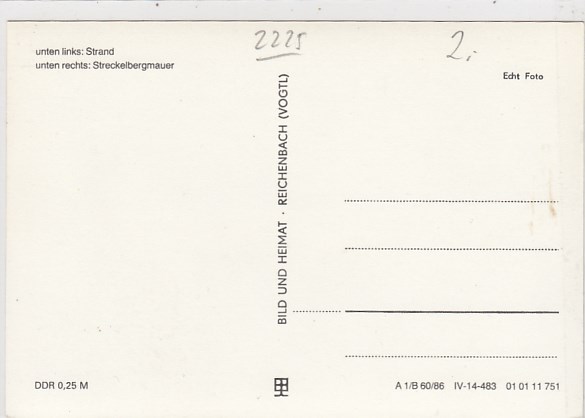 unten links: Strand
unten rechts: Streckelbergmauer
2225
2,-
Echt Foto
BILD UND HEIMAT · REICHENBACH (VOGTL)
DDR 0,25 M
A 1/B 60/86 IV-14-483 01 01 11 751